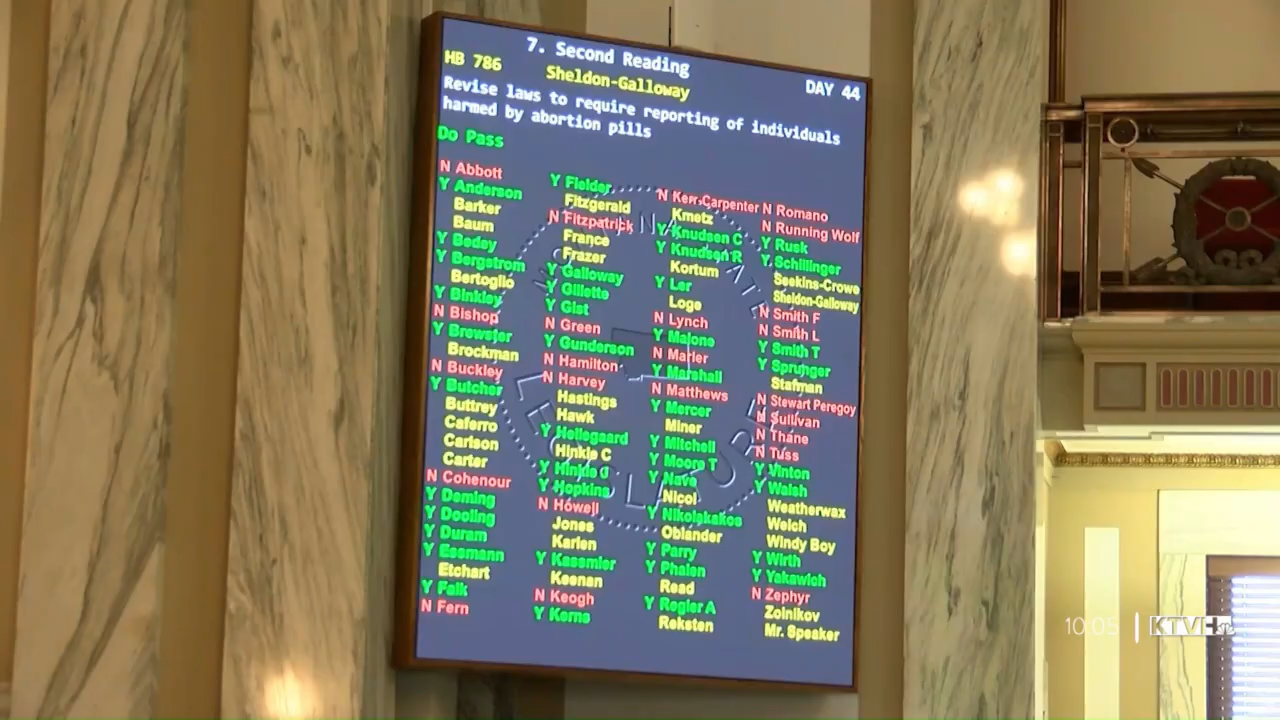 7. Second Reading
HB 786
Sheldon-Galloway
DAY 44
Revise laws to require reporting of individuals
harmed by abortion pills
Do Pass
N Abbott
Y Anderson
Barker
Baum
Y Bedey
Y Bergstrom
Bertoglio
Y Binkley
N Bishop
Y Brewster
Brockman
N Buckley
Y Butcher
Buttrey
Caferro
Carlson
Carter
N Cohenour
Y Deming
Y Dooling
Y Duram
Y Essmann
Etchart
Y Falk
N Fern
Y Fielder
Fitzgerald
N Fitzpatrick
France
Frazer
Y Galloway
Y Gillette
Y Gist
N Green
Y Gunderson
N Hamilton
N Harvey
Hastings
Hawk
Y Hellegaard
Hinkle C
Y Hinkle J
Y Hopkins
N Howell
Jones
Karlen
Y Kassmier
Keenan
N Keogh
Y Kerns
N Kerr-Carpenter
Kmetz
Y Knudsen C
Y Knudsen R
Kortum
Y Ler
Loge
N Lynch
Y Malone
N Marler
Y Marshall
N Matthews
Y Mercer
Miner
Y Mitchell
Y Moore T
Y Nave
Nicol
Y Nikolakakos
Oblander
Y Parry
Y Phalen
Read
Y Regier A
Reksten
N Romano
N Running Wolf
Y Rusk
Y Schillinger
Seekins-Crowe
Sheldon-Galloway
N Smith F
N Smith L
Y Smith T
Y Sprunger
Stafman
N Stewart Peregoy
N Sullivan
N Thane
N Tuss
Y Vinton
Y Walsh
Weatherwax
Welch
Windy Boy
Y Wirth
Y Yakawich
N Zephyr
Zolnikov
Mr. Speaker
10:05
KTVH